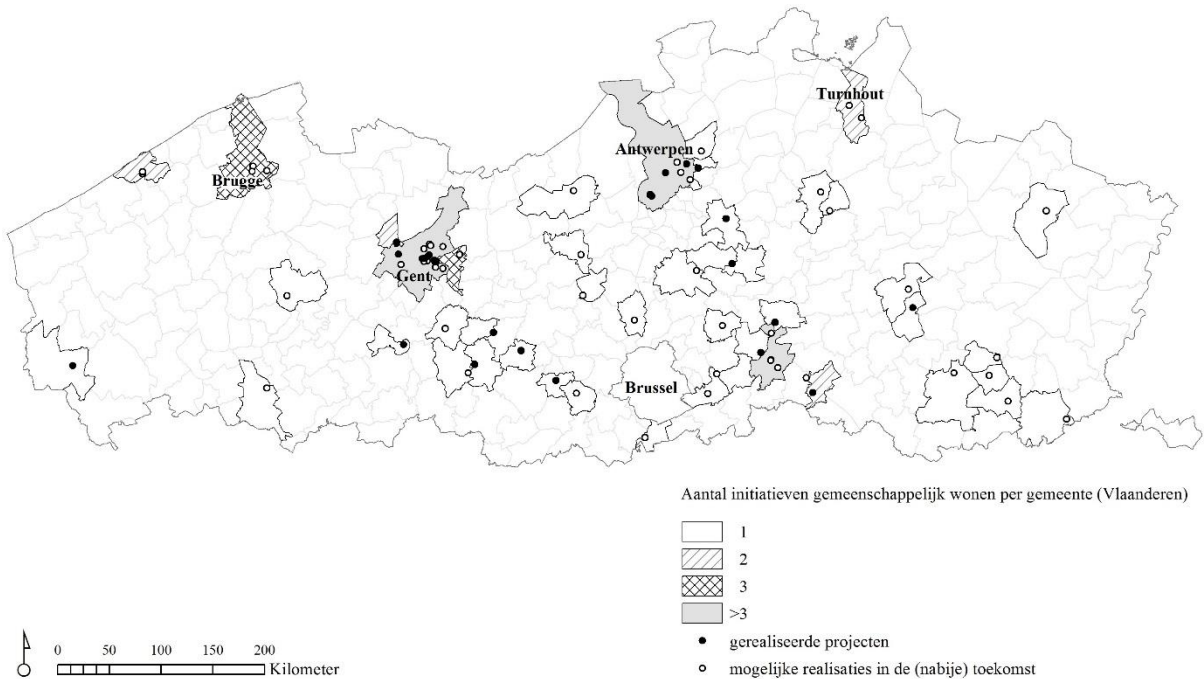 Turnhout
Antwerpen
Brugge
Gent
Brussel
Aantal initiatieven gemeenschappelijk wonen per gemeente (Vlaanderen)
1
2
3
>3
gerealiseerde projecten
mogelijke realisaties in de (nabije) toekomst
0 50 100 150 200
Kilometer